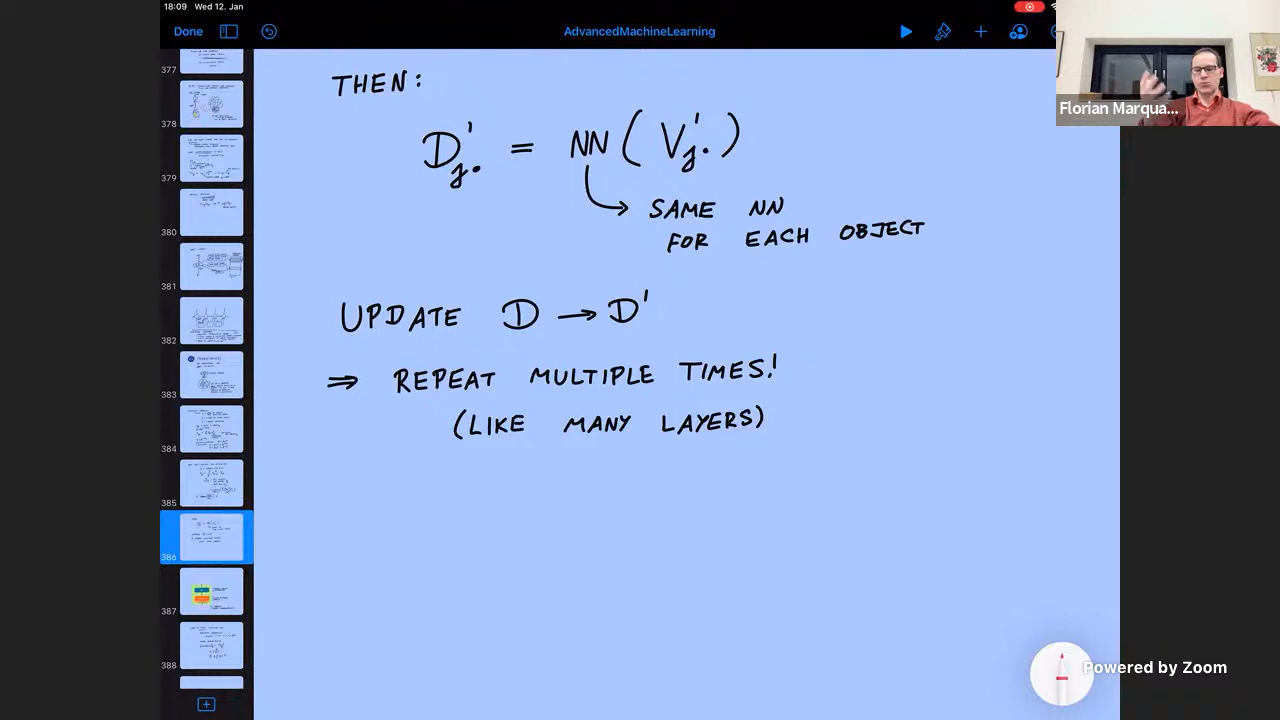 18:09 Wed 12. Jan
Done
AdvancedMachineLearning
Florian Marqua...
THEN:
D'j. = NN(V'j.)
SAME NN
FOR EACH OBJECT
UPDATE D → D'
⇒ REPEAT MULTIPLE TIMES!
(LIKE MANY LAYERS)
377
378
379
380
381
382
383
384
385
386
387
388
Powered by Zoom